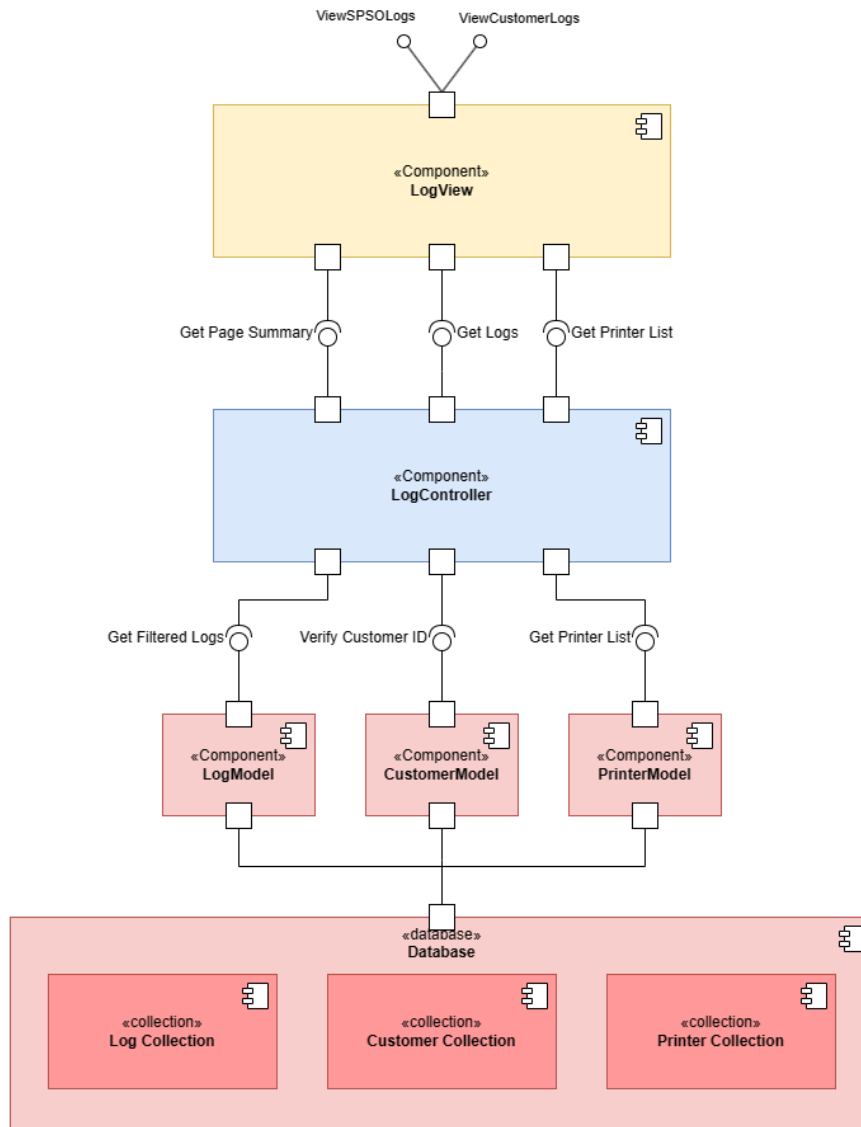 ViewSPSOLogs
ViewCustomerLogs
«Component»
LogView
Get Page Summary
Get Logs
Get Printer List
«Component»
LogController
Get Filtered Logs
Verify Customer ID
Get Printer List
«Component»
LogModel
«Component»
CustomerModel
«Component»
PrinterModel
«database»
Database
«collection»
Log Collection
«collection»
Customer Collection
«collection»
Printer Collection